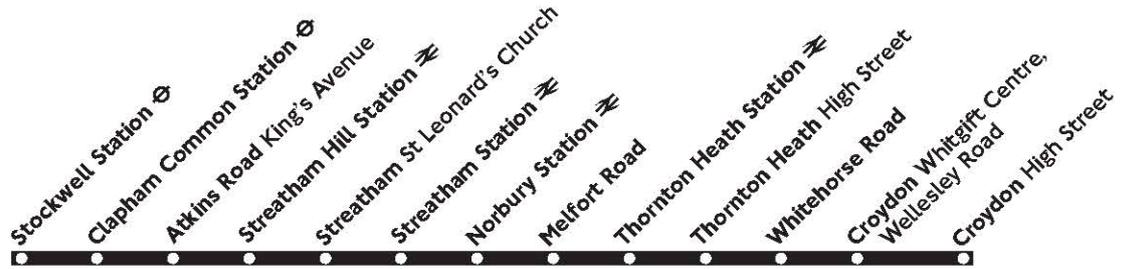 Stockwell Station
Clapham Common Station
Atkins Road King's Avenue
Streatham Hill Station
Streatham St Leonard's Church
Streatham Station
Norbury Station
Melfort Road
Thornton Heath Station
Thornton Heath High Street
Whitehorse Road
Croydon Whitgift Centre,
Wellesley Road
Croydon High Street